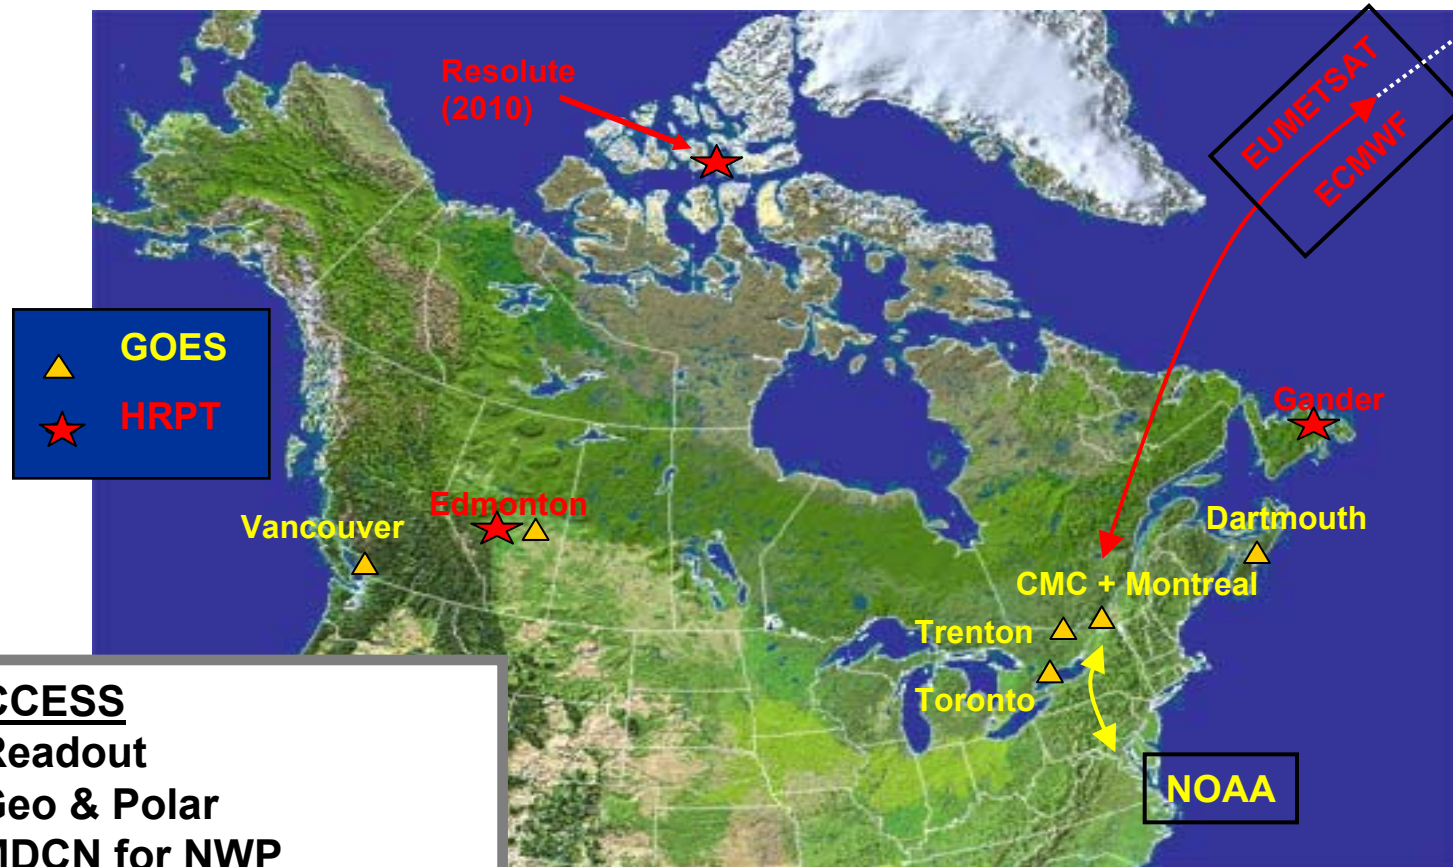 Resolute
(2010)
EUMETSAT
ECMWF
GOES
HRPT
Gander
Edmonton
Vancouver
Dartmouth
CMC + Montreal
Trenton
Toronto
NOAA
CCESS
Readout
Geo & Polar
MDCN for NWP